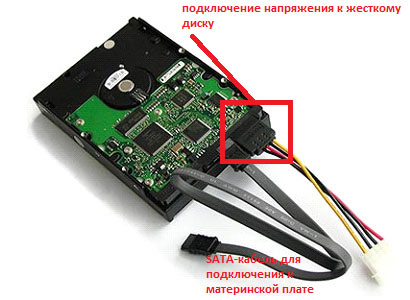 подключение напряжения к жесткому
диску
SATA-кабель для
подключения к
материнской плате